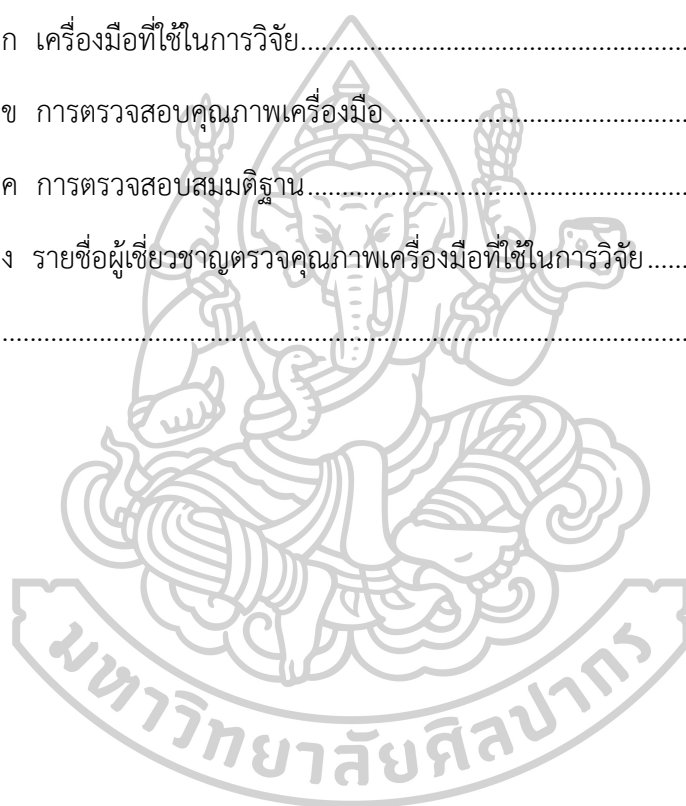 ก เครื่องมือที่ใช้ในการวิจัย................................................
ข การตรวจสอบคุณภาพเครื่องมือ................................................
ค การตรวจสอบสมมติฐาน................................................
ง รายชื่อผู้เชี่ยวชาญตรวจคุณภาพเครื่องมือที่ใช้ในการวิจัย......
................................................................................
มหาวิทยาลัยศิลปากร